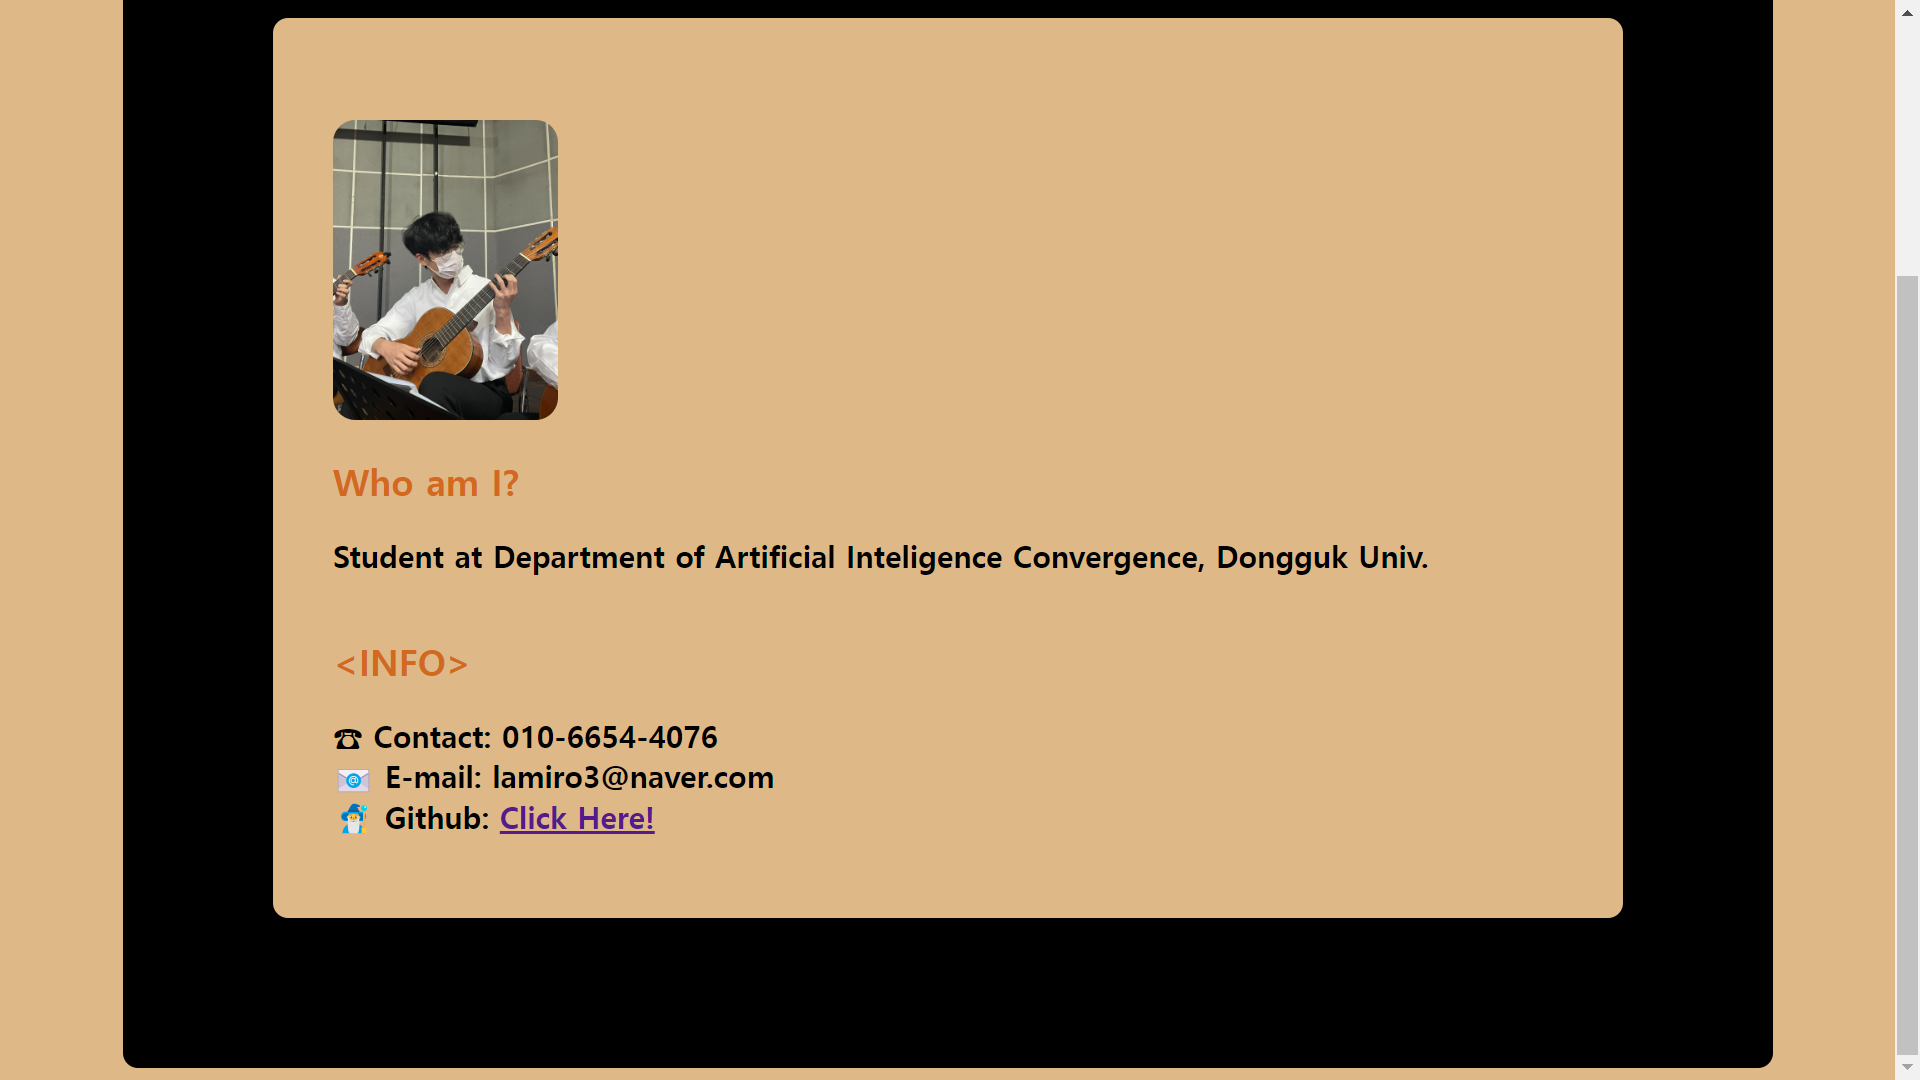 Who am I?
Student at Department of Artificial Inteligence Convergence, Dongguk Univ.
<INFO>
☎ Contact: 010-6654-4076
📧 E-mail: lamiro3@naver.com
🧙‍♂️ Github: Click Here!